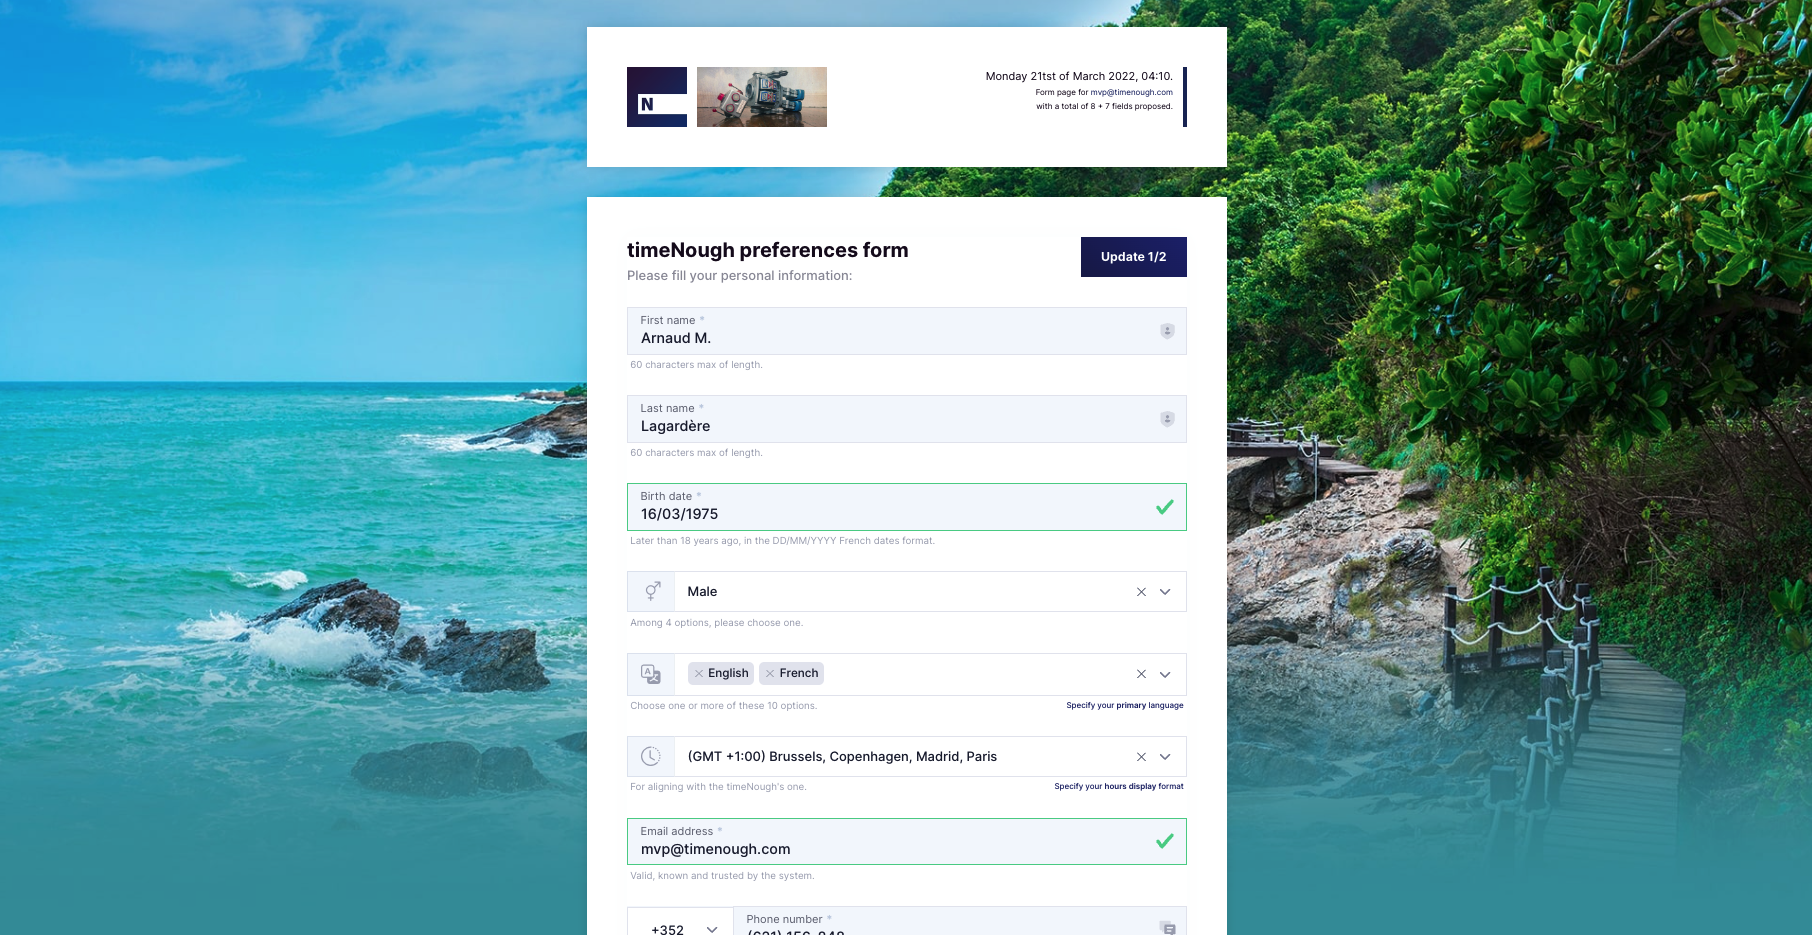 N
Monday 21tst of March 2022, 04:10.
Form page for mvp@timenough.com
with a total of 8 + 7 fields proposed.
timeNough preferences form
Update 1/2
Please fill your personal information:
First name *
Arnaud M.
60 characters max of length.
Last name *
Lagardère
60 characters max of length.
Birth date *
16/03/1975
Later than 18 years ago, in the DD/MM/YYYY French dates format.
Male
Among 4 options, please choose one.
English French
Choose one or more of these 10 options.
Specify your primary language
(GMT +1:00) Brussels, Copenhagen, Madrid, Paris
For aligning with the timeNough's one.
Specify your hours display format
Email address *
mvp@timenough.com
Valid, known and trusted by the system.
+352
Phone number *